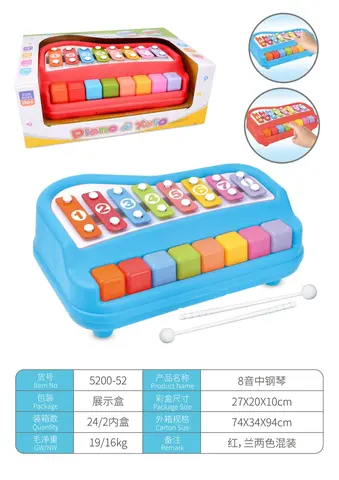 Piano
1 2 3 4 5 6 7 1
货号 Item No 5200-52 产品名称 Product Name 8音中钢琴
包装 Package 展示盒 彩盒尺寸 Package Size 27X20X10cm
装箱数 Quantity 24/2内盒 外箱规格 Carton Size 74X34X94cm
毛净重 GW/NW 19/16kg 备注 Remark 红, 兰两色混装